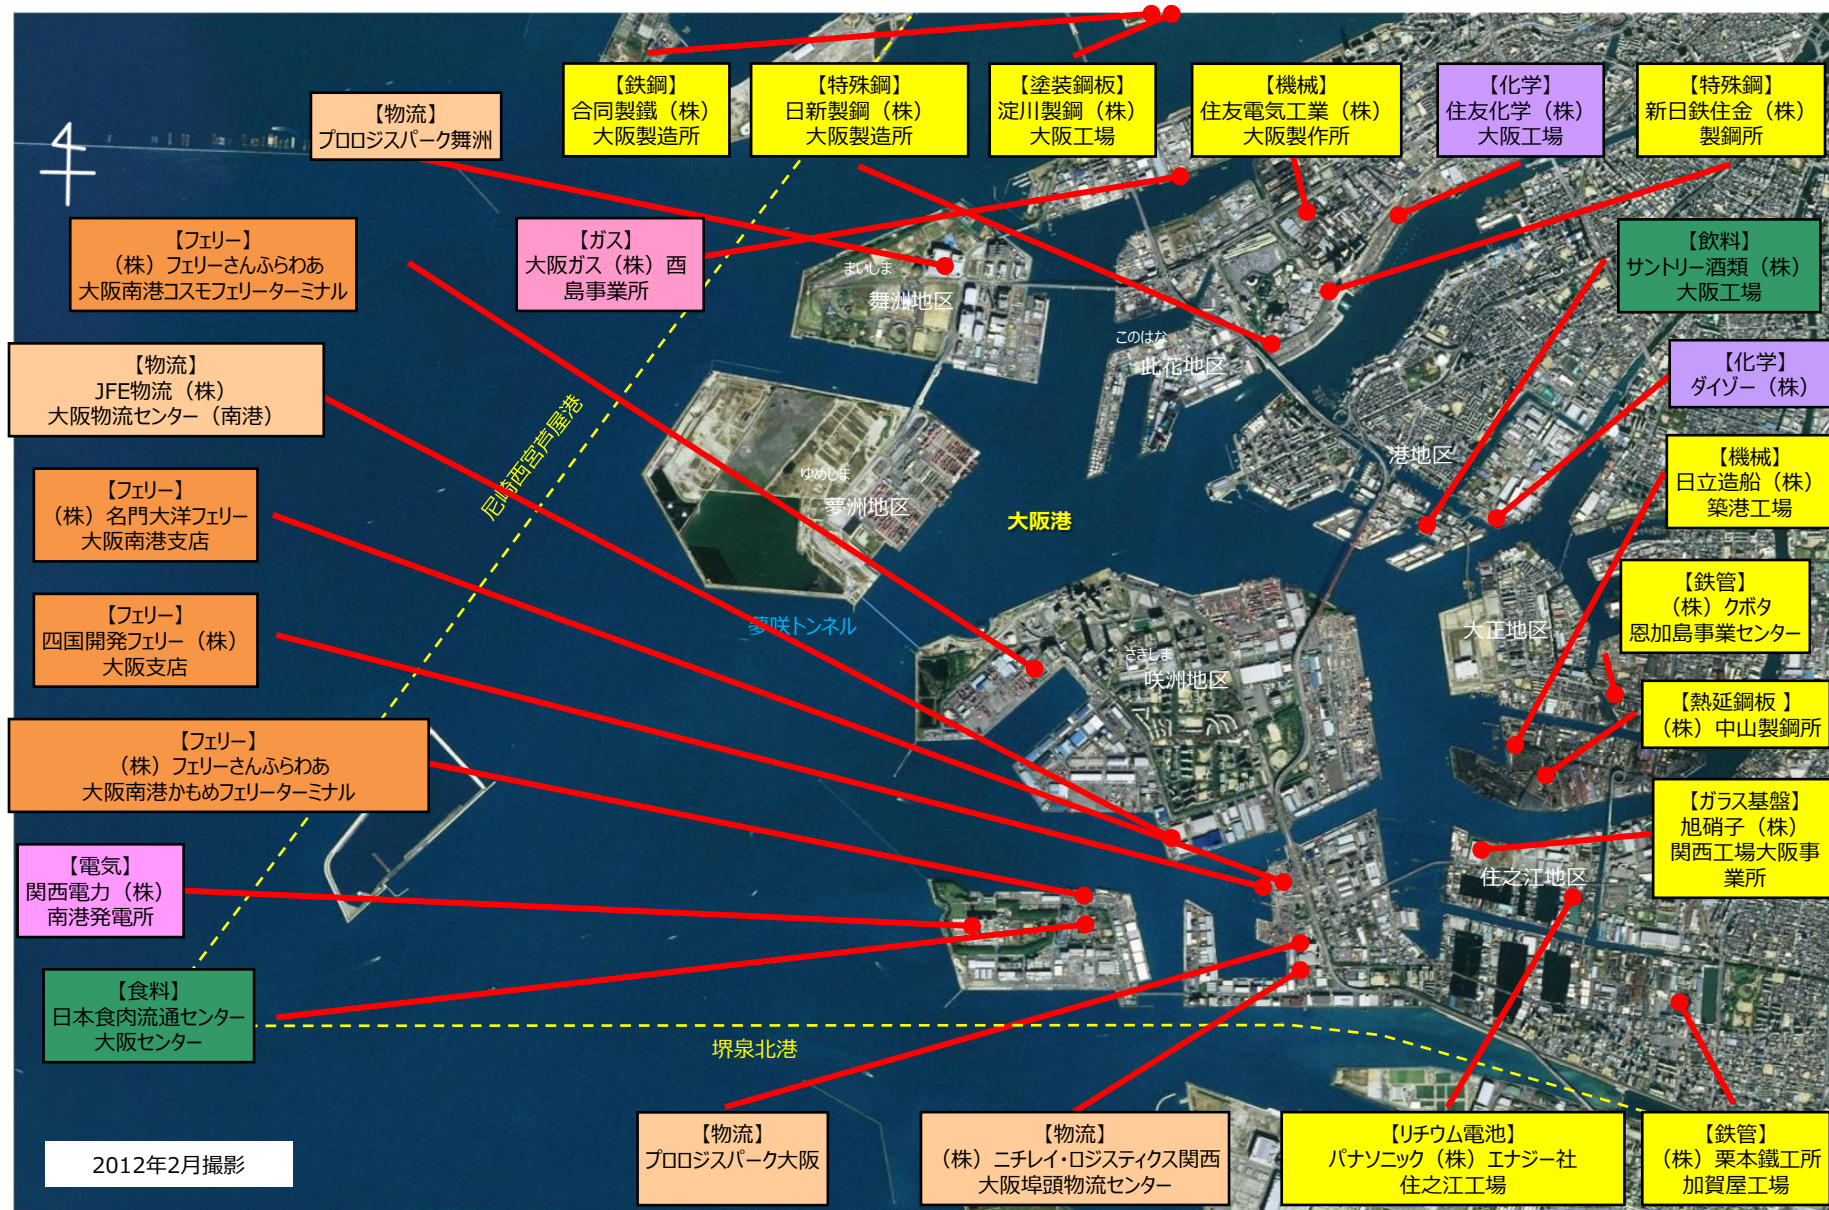 【鉄鋼】
合同製鐵（株）
大阪製造所
【特殊鋼】
日新製鋼（株）
大阪製造所
【塗装鋼板】
淀川製鋼（株）
大阪工場
【機械】
住友電気工業（株）
大阪製作所
【化学】
住友化学（株）
大阪工場
【特殊鋼】
新日鉄住金（株）
製鋼所
【物流】
プロロジスパーク舞洲
【フェリー】
（株）フェリーさんふらわあ
大阪南港コスモフェリーターミナル
【ガス】
大阪ガス（株）酉
島事業所
【飲料】
サントリー酒類（株）
大阪工場
まいしま
舞洲地区
このはな
此花地区
【物流】
JFE物流（株）
大阪物流センター（南港）
【化学】
ダイゾー（株）
尼崎西宮芦屋港
港地区
【機械】
日立造船（株）
築港工場
ゆめしま
夢洲地区
大阪港
【フェリー】
（株）名門大洋フェリー
大阪南港支店
【鉄管】
（株）クボタ
恩加島事業センター
【フェリー】
四国開発フェリー（株）
大阪支店
夢咲トンネル
さきしま
咲洲地区
大正地区
【熱延鋼板 】
（株）中山製鋼所
【フェリー】
（株）フェリーさんふらわあ
大阪南港かもめフェリーターミナル
【ガラス基盤】
旭硝子（株）
関西工場大阪事
業所
【電気】
関西電力（株）
南港発電所
住之江地区
【食料】
日本食肉流通センター
大阪センター
堺泉北港
【物流】
プロロジスパーク大阪
【物流】
（株）ニチレイ・ロジスティクス関西
大阪埠頭物流センター
【リチウム電池】
パナソニック（株）エナジー社
住之江工場
【鉄管】
（株）栗本鐵工所
加賀屋工場
2012年2月撮影